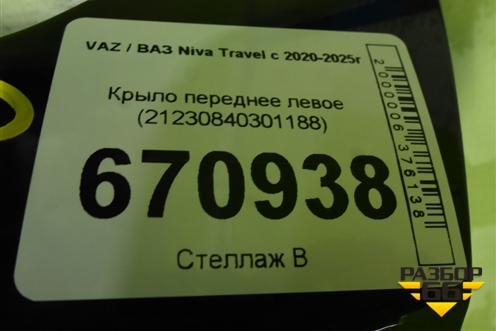 VAZ / ВАЗ Niva Travel с 2020-2025г
Крыло переднее левое
(21230840301188)
670938
Стеллаж В
2000006376138
РАЗБОР
66